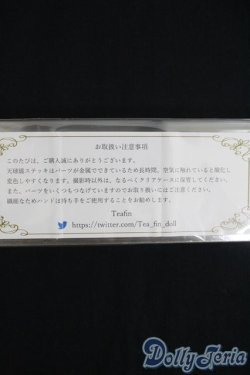 お取扱い注意事項
このたびは、ご購入誠にありがとうございます。
天球儀ステッキはパーツが金属でできているため長時間、空気に触れていると酸化し
変色しやすくなります。撮影時以外は、なるべくクリアケースに保管してください。
また、パーツをいくつもつなげていますのでお取り扱いにはご注意ください。
繊細なためハンドは持ち手をご使用することをお勧めします。
Teafin
https://twitter.com/Tea_fin_doll
DollyTeria